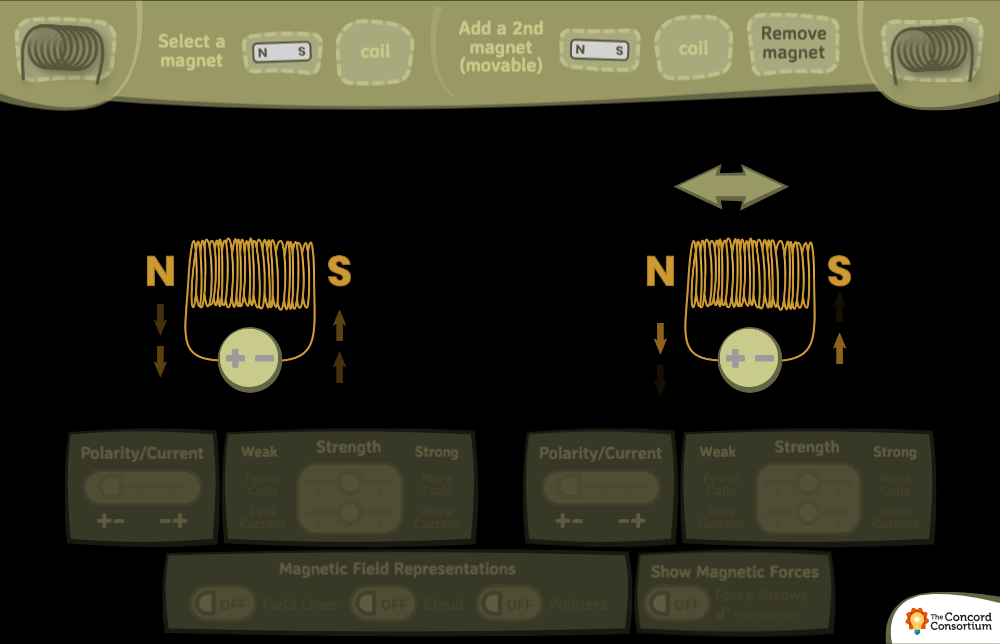 Select a
magnet
N S
coil
Add a 2nd
magnet
(movable)
N S
coil
Remove
magnet
N
S
N
S
+ −
+ −
Polarity/Current
+− −+
Weak
Strength
Strong
Fewer
Coils
More
Coils
Less
Current
More
Current
Polarity/Current
+− −+
Weak
Strength
Strong
Fewer
Coils
More
Coils
Less
Current
More
Current
Magnetic Field Representations
OFF Field Lines
OFF Cloud
OFF Pointers
Show Magnetic Forces
OFF Force Arrows
The Concord
Consortium